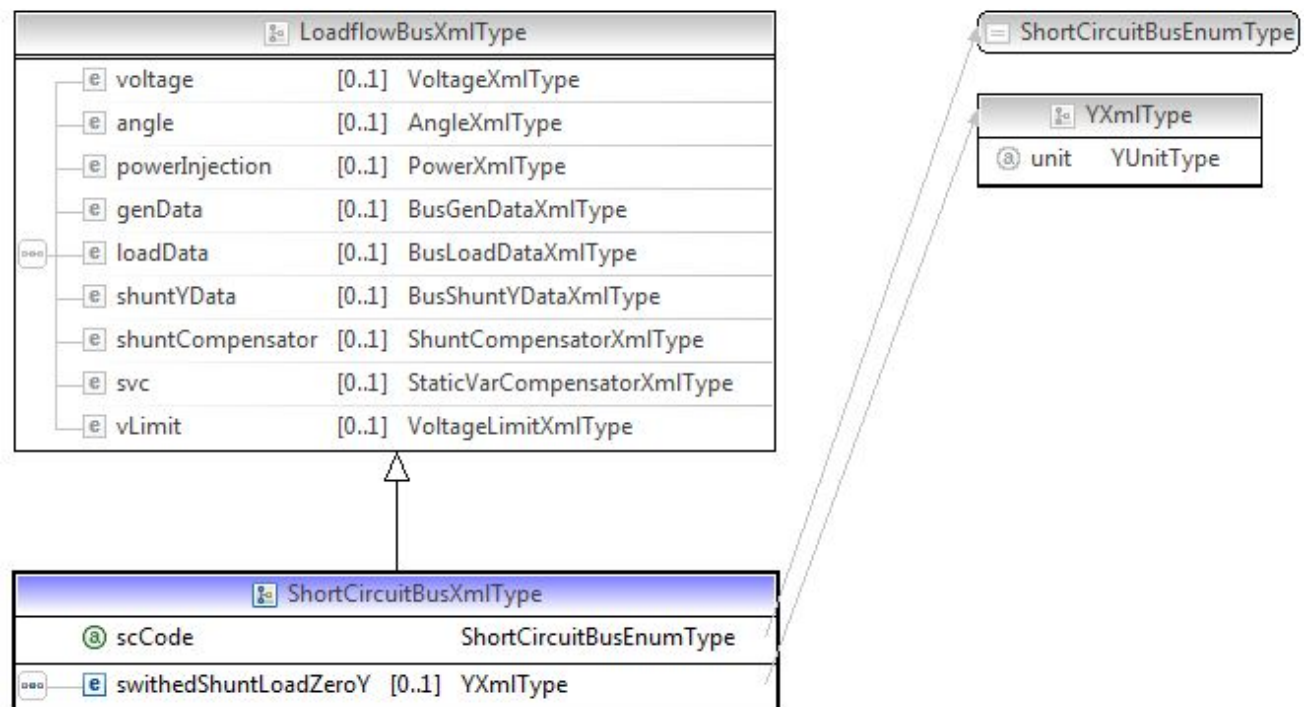 LoadflowBusXmlType
e voltage [0..1] VoltageXmlType
e angle [0..1] AngleXmlType
e powerInjection [0..1] PowerXmlType
e genData [0..1] BusGenDataXmlType
e loadData [0..1] BusLoadDataXmlType
e shuntYData [0..1] BusShuntYDataXmlType
e shuntCompensator [0..1] ShuntCompensatorXmlType
e svc [0..1] StaticVarCompensatorXmlType
e vLimit [0..1] VoltageLimitXmlType
ShortCircuitBusEnumType
YXmlType
a unit YUnitType
ShortCircuitBusXmlType
a scCode ShortCircuitBusEnumType
e swithedShuntLoadZeroY [0..1] YXmlType